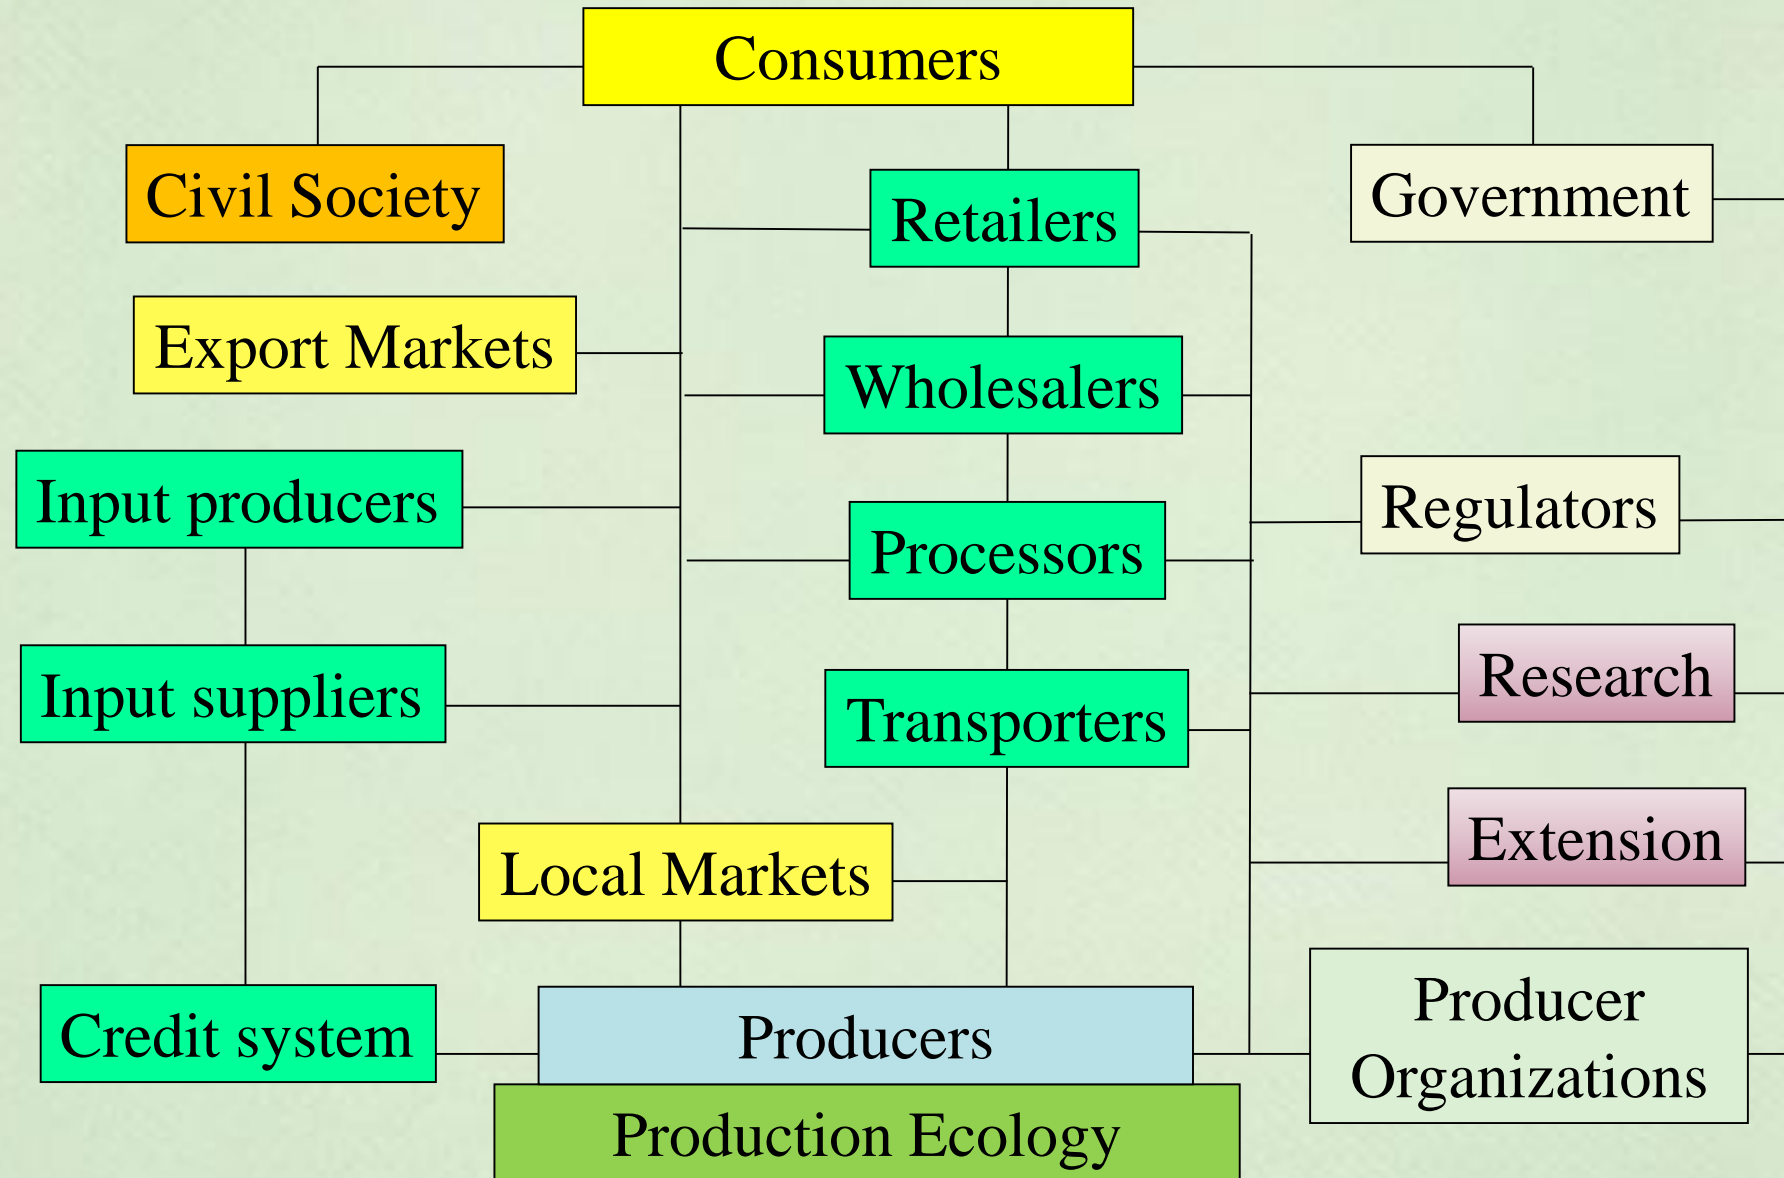 Consumers
Civil Society
Government
Retailers
Export Markets
Wholesalers
Input producers
Regulators
Processors
Research
Input suppliers
Transporters
Extension
Local Markets
Producer
Organizations
Credit system
Producers
Production Ecology